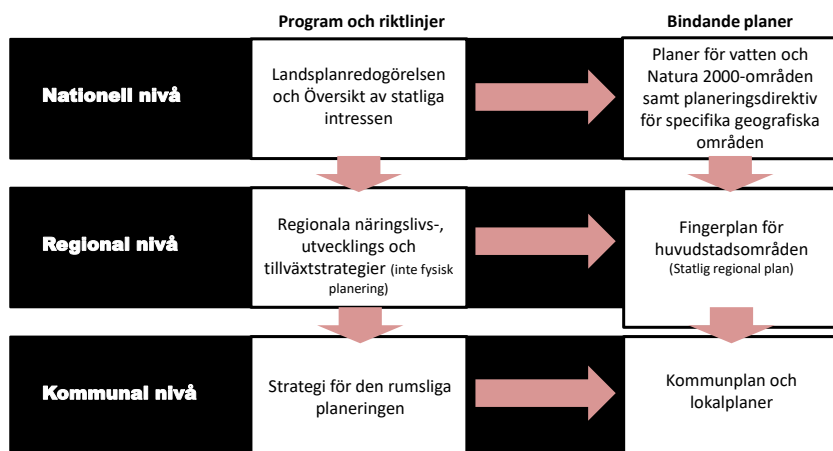 Program och riktlinjer
Bindande planer
Nationell nivå
Landsplanredogörelsen
och Översikt av statliga
intressen
Planer för vatten och
Natura 2000-områden
samt planeringsdirektiv
för specifika geografiska
områden
Regional nivå
Regionala näringslivs-,
utvecklings och
tillväxtstrategier (inte fysisk
planering)
Fingerplan för
huvudstadsområden
(Statlig regional plan)
Kommunal nivå
Strategi för den rumsliga
planeringen
Kommunplan och
lokalplaner